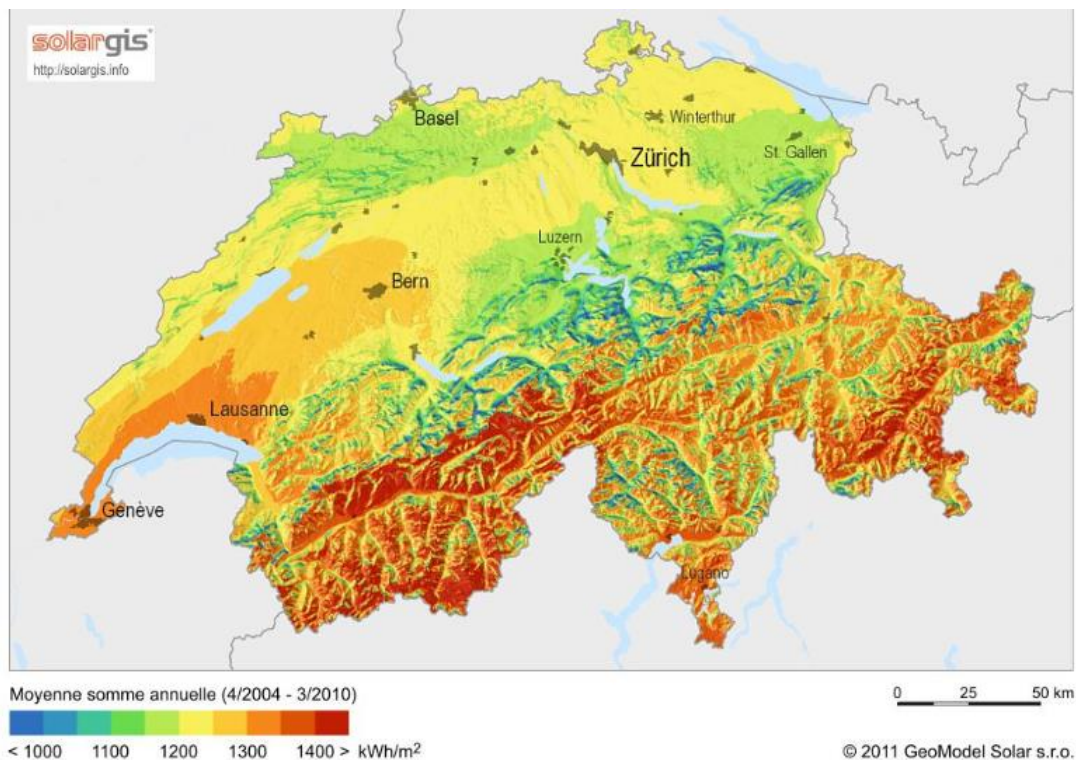 solargis
http://solargis.info
Basel
Winterthur
Zürich
St. Gallen
Luzern
Bern
Lausanne
Genève
Lugano
Moyenne somme annuelle (4/2004 - 3/2010)
< 1000 1100 1200 1300 1400 > kWh/m²
0 25 50 km
© 2011 GeoModel Solar s.r.o.